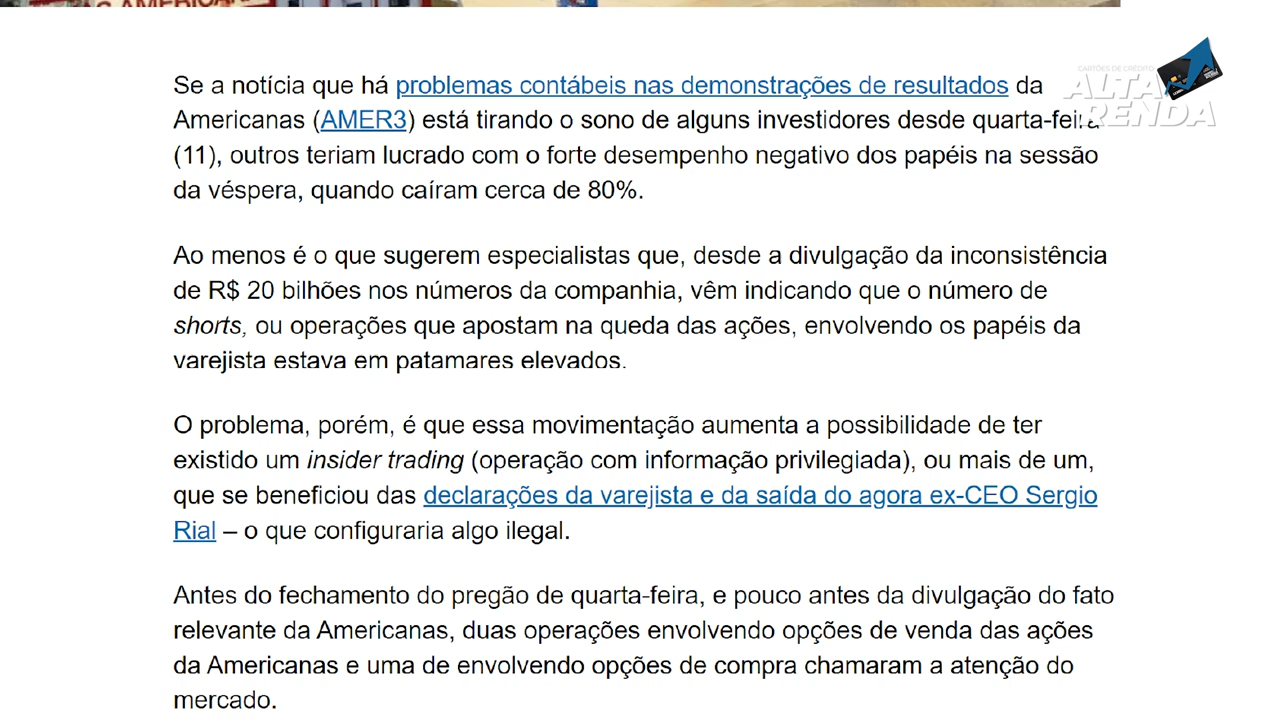 AS AMERICANAS
CARTÕES DE CRÉDITO
ALTA
RENDA
Se a notícia que há problemas contábeis nas demonstrações de resultados da
Americanas (AMER3) está tirando o sono de alguns investidores desde quarta-feira
(11), outros teriam lucrado com o forte desempenho negativo dos papéis na sessão
da véspera, quando caíram cerca de 80%.
Ao menos é o que sugerem especialistas que, desde a divulgação da inconsistência
de R$ 20 bilhões nos números da companhia, vêm indicando que o número de
shorts, ou operações que apostam na queda das ações, envolvendo os papéis da
varejista estava em patamares elevados.
O problema, porém, é que essa movimentação aumenta a possibilidade de ter
existido um insider trading (operação com informação privilegiada), ou mais de um,
que se beneficiou das declarações da varejista e da saída do agora ex-CEO Sergio
Rial – o que configuraria algo ilegal.
Antes do fechamento do pregão de quarta-feira, e pouco antes da divulgação do fato
relevante da Americanas, duas operações envolvendo opções de venda das ações
da Americanas e uma de envolvendo opções de compra chamaram a atenção do
mercado.